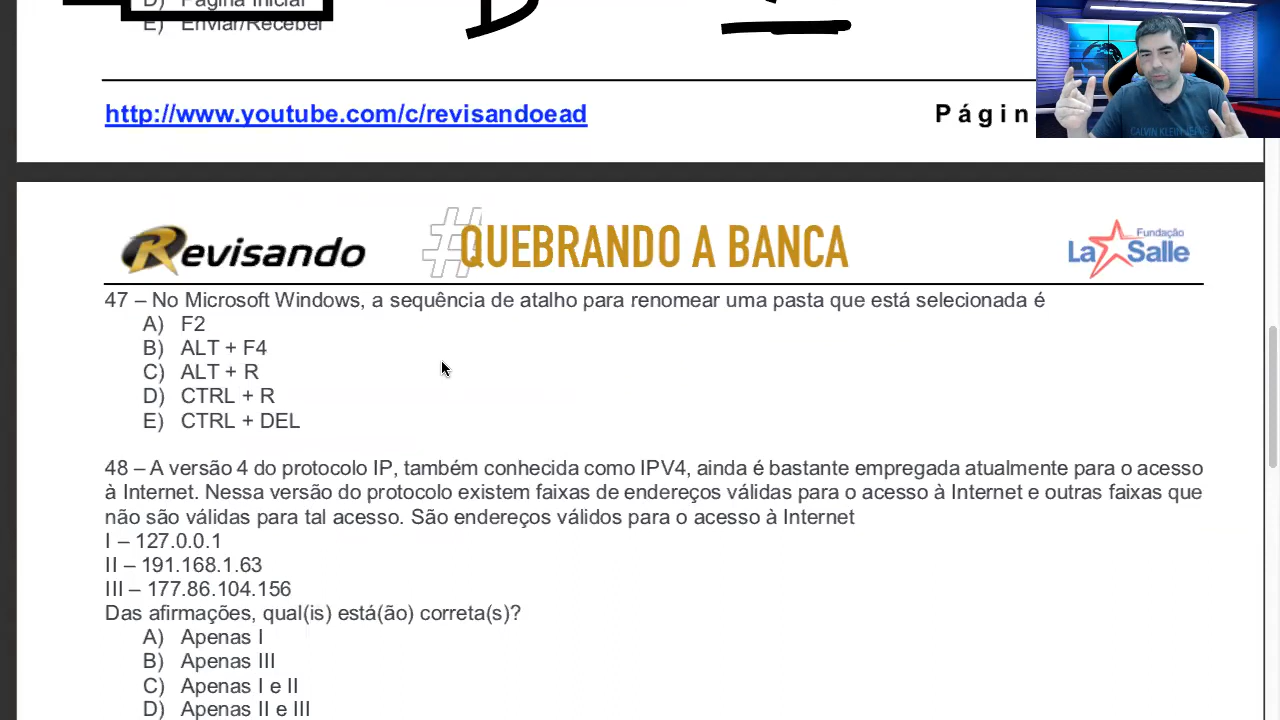 D) Página Inicial
E) Enviar/Receber
http://www.youtube.com/c/revisandoead
Págin
Revisando
#QUEBRANDO A BANCA
Fundação
La Salle
47 – No Microsoft Windows, a sequência de atalho para renomear uma pasta que está selecionada é
A) F2
B) ALT + F4
C) ALT + R
D) CTRL + R
E) CTRL + DEL
48 – A versão 4 do protocolo IP, também conhecida como IPV4, ainda é bastante empregada atualmente para o acesso
à Internet. Nessa versão do protocolo existem faixas de endereços válidas para o acesso à Internet e outras faixas que
não são válidas para tal acesso. São endereços válidos para o acesso à Internet
I – 127.0.0.1
II – 191.168.1.63
III – 177.86.104.156
Das afirmações, qual(is) está(ão) correta(s)?
A) Apenas I
B) Apenas III
C) Apenas I e II
D) Apenas II e III